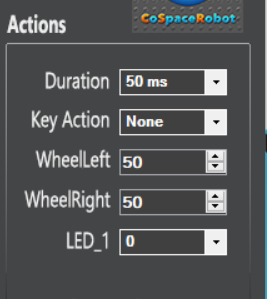 CoSpaceRobot
Actions
Duration 50 ms
Key Action None
WheelLeft 50
WheelRight 50
LED_1 0